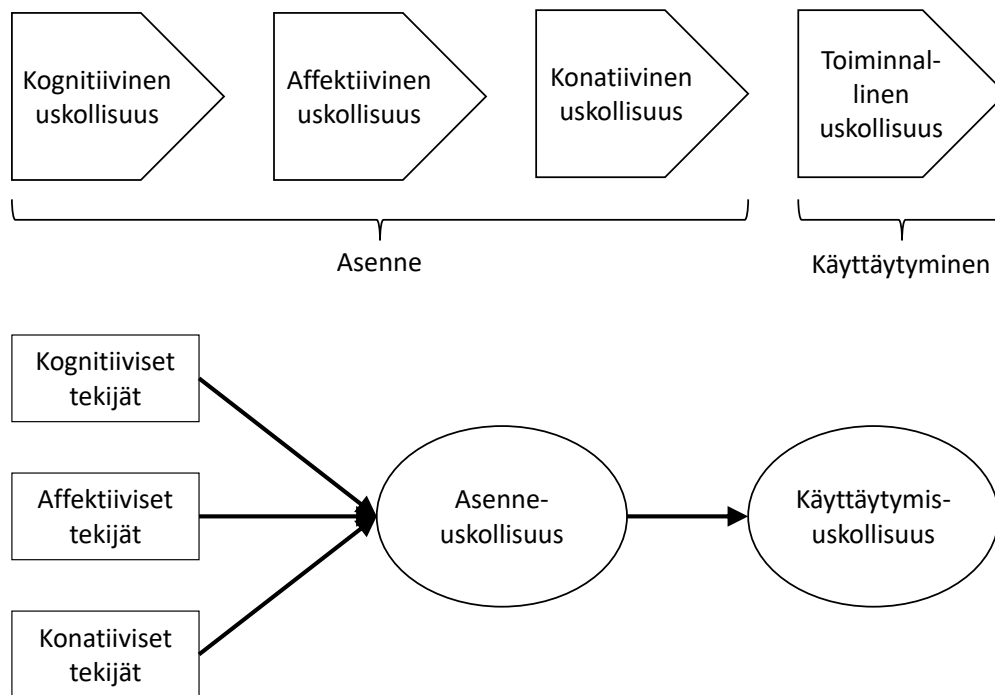 Kognitiivinen
uskollisuus
Affektiivinen
uskollisuus
Konatiivinen
uskollisuus
Toiminnal-
linen
uskollisuus
Asenne
Käyttäytyminen
Kognitiiviset
tekijät
Affektiiviset
tekijät
Konatiiviset
tekijät
Asenne-
uskollisuus
Käyttäytymis-
uskollisuus